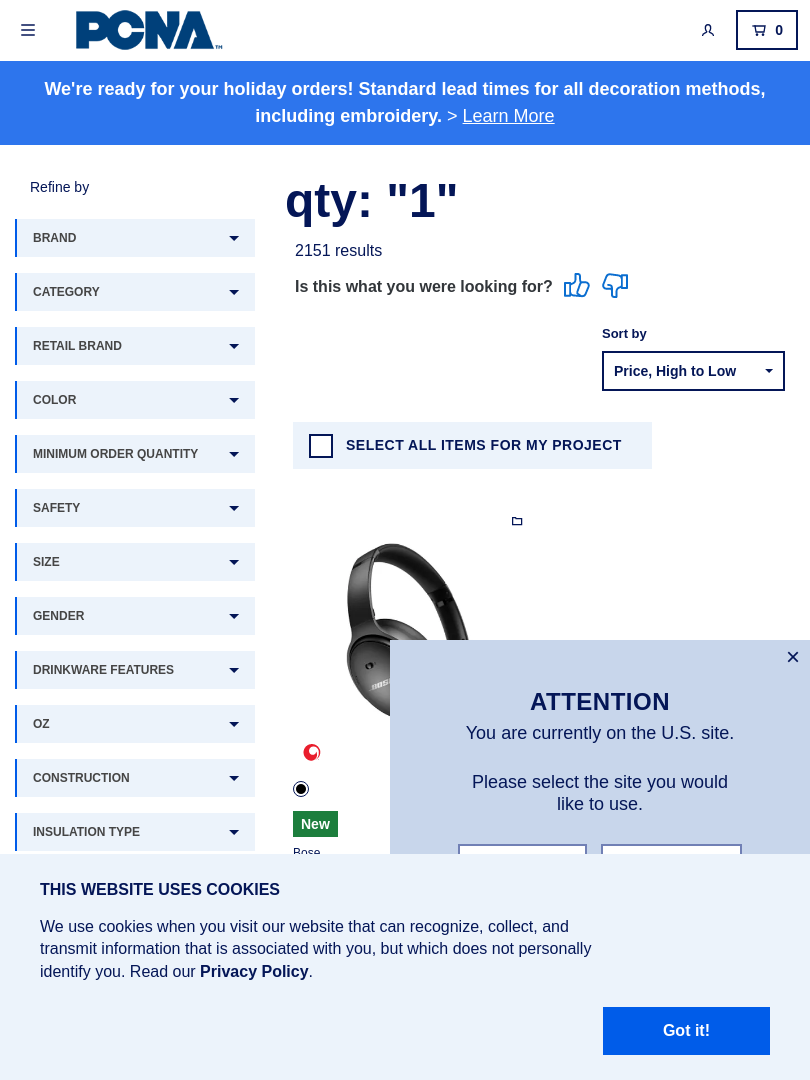 PCNA™
0
We're ready for your holiday orders! Standard lead times for all decoration methods,
including embroidery. > Learn More
Refine by
BRAND
CATEGORY
RETAIL BRAND
COLOR
MINIMUM ORDER QUANTITY
SAFETY
SIZE
GENDER
DRINKWARE FEATURES
OZ
CONSTRUCTION
INSULATION TYPE
qty: "1"
2151 results
Is this what you were looking for?
Sort by
Price, High to Low
SELECT ALL ITEMS FOR MY PROJECT
BOSE
New
Bose
ATTENTION
You are currently on the U.S. site.
Please select the site you would
like to use.
THIS WEBSITE USES COOKIES
We use cookies when you visit our website that can recognize, collect, and
transmit information that is associated with you, but which does not personally
identify you. Read our Privacy Policy.
Got it!